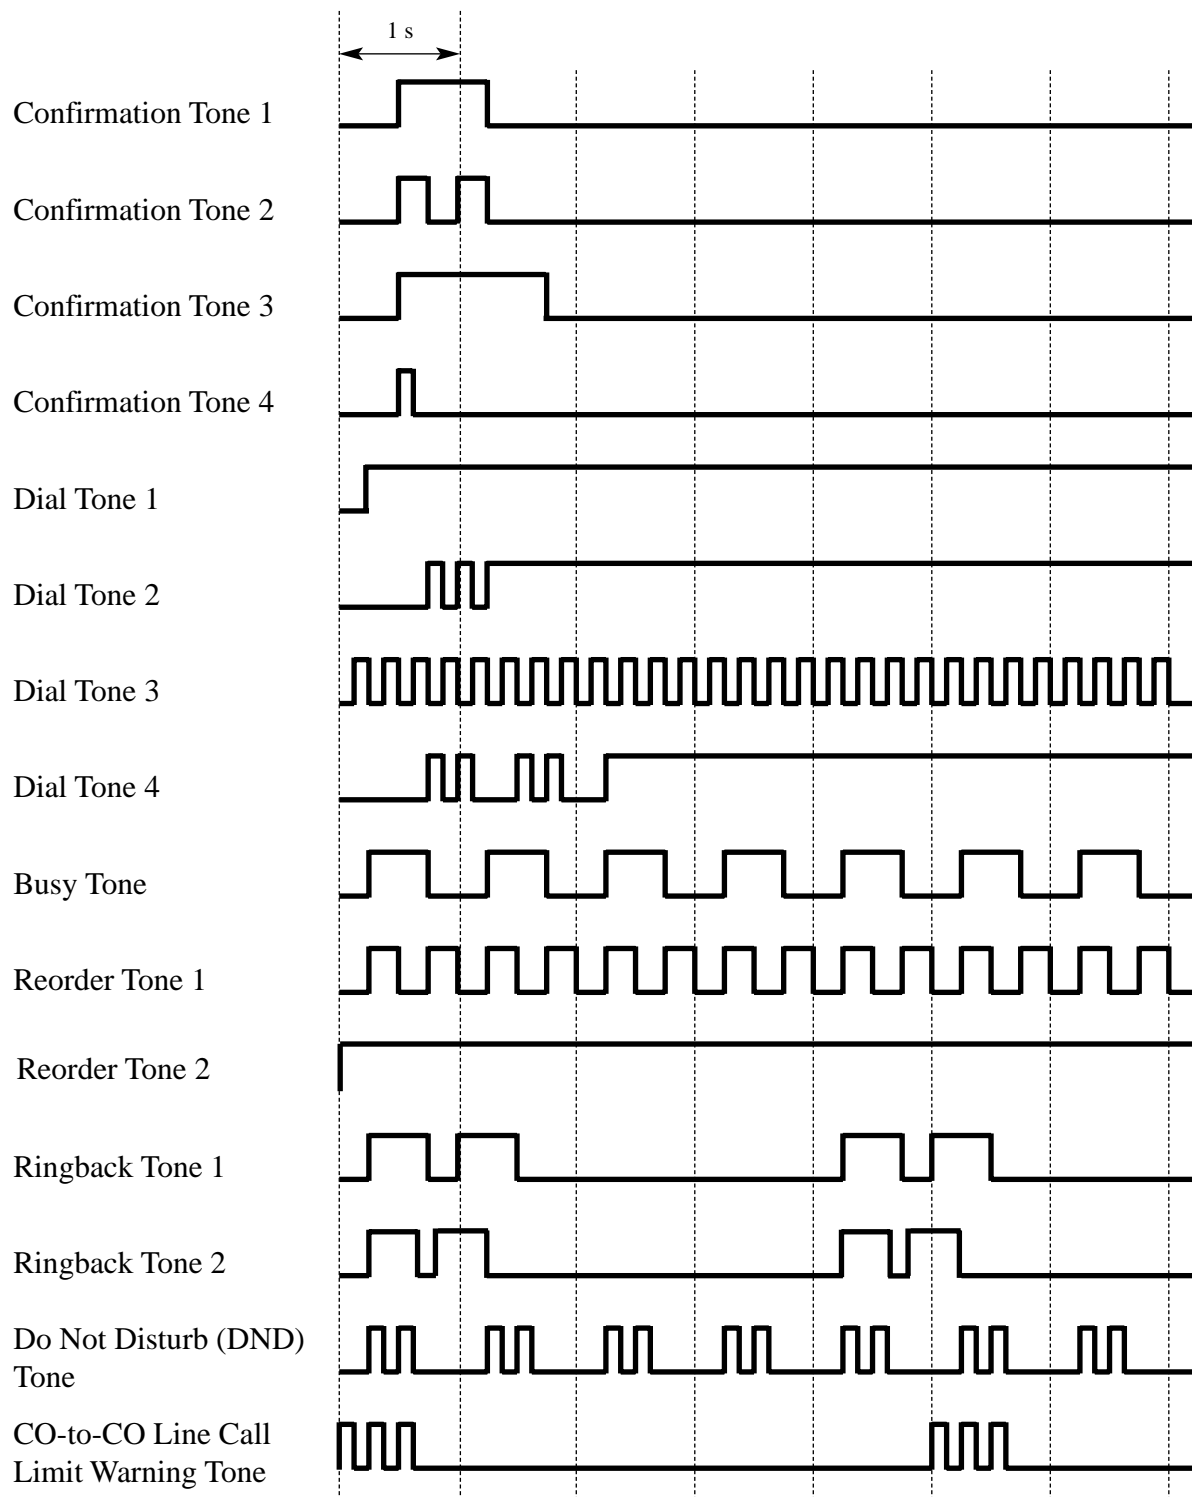 1 s
Confirmation Tone 1
Confirmation Tone 2
Confirmation Tone 3
Confirmation Tone 4
Dial Tone 1
Dial Tone 2
Dial Tone 3
Dial Tone 4
Busy Tone
Reorder Tone 1
Reorder Tone 2
Ringback Tone 1
Ringback Tone 2
Do Not Disturb (DND)
Tone
CO-to-CO Line Call
Limit Warning Tone